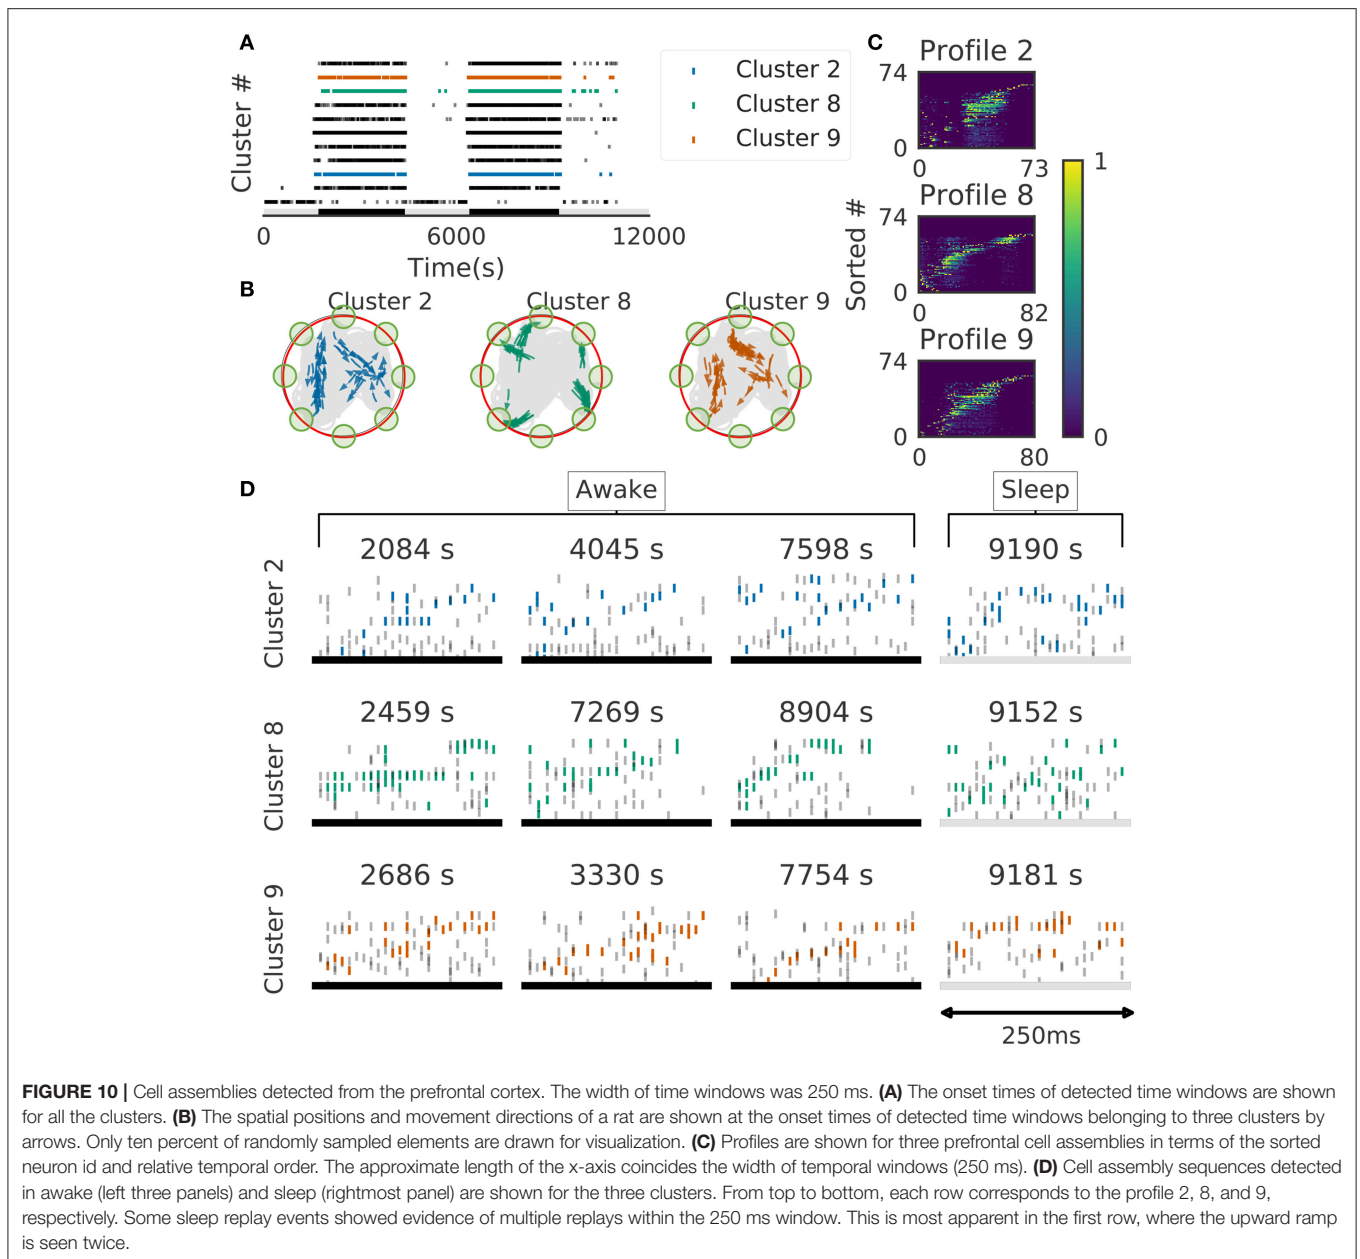 A
Cluster #
0
6000
12000
Time(s)
Cluster 2
Cluster 8
Cluster 9
B
Cluster 2
Cluster 8
Cluster 9
C
Profile 2
74
0
0
73
Profile 8
74
0
0
82
Profile 9
74
0
0
80
Sorted #
1
0
D
Awake
Sleep
Cluster 2
2084 s
4045 s
7598 s
9190 s
Cluster 8
2459 s
7269 s
8904 s
9152 s
Cluster 9
2686 s
3330 s
7754 s
9181 s
250ms
FIGURE 10 | Cell assemblies detected from the prefrontal cortex. The width of time windows was 250 ms. (A) The onset times of detected time windows are shown
for all the clusters. (B) The spatial positions and movement directions of a rat are shown at the onset times of detected time windows belonging to three clusters by
arrows. Only ten percent of randomly sampled elements are drawn for visualization. (C) Profiles are shown for three prefrontal cell assemblies in terms of the sorted
neuron id and relative temporal order. The approximate length of the x-axis coincides the width of temporal windows (250 ms). (D) Cell assembly sequences detected
in awake (left three panels) and sleep (rightmost panel) are shown for the three clusters. From top to bottom, each row corresponds to the profile 2, 8, and 9,
respectively. Some sleep replay events showed evidence of multiple replays within the 250 ms window. This is most apparent in the first row, where the upward ramp
is seen twice.